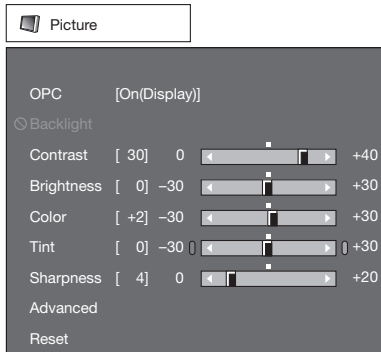 Picture
OPC [On(Display)]
Backlight
Contrast [ 30] 0 +40
Brightness [ 0] –30 +30
Color [ +2] –30 +30
Tint [ 0] –30 +30
Sharpness [ 4] 0 +20
Advanced
Reset